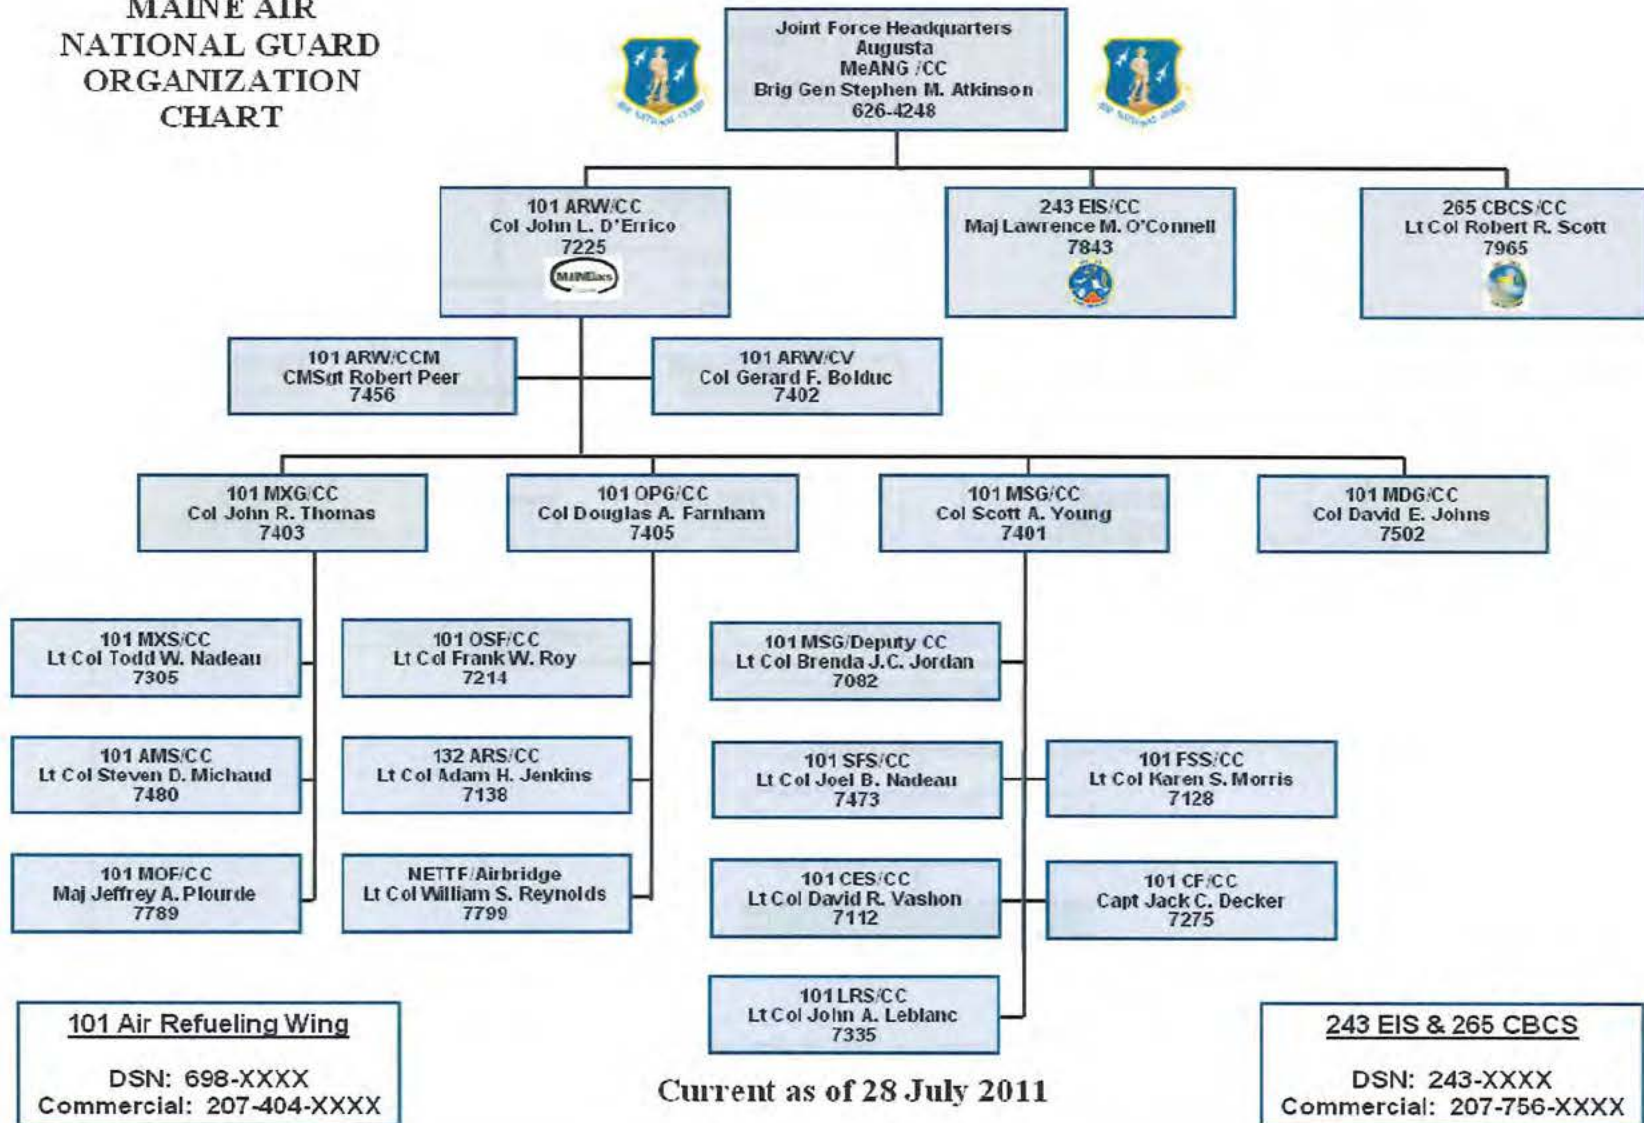 MAINE AIR
NATIONAL GUARD
ORGANIZATION
CHART
Joint Force Headquarters
Augusta
MeANG /CC
Brig Gen Stephen M. Atkinson
626-4248
AIR NATIONAL GUARD
AIR NATIONAL GUARD
101 ARW/CC
Col John L. D'Errico
7225
MAINEiacs
243 EIS/CC
Maj Lawrence M. O'Connell
7843
265 CBCS/CC
Lt Col Robert R. Scott
7965
101 ARW/CCM
CMSgt Robert Peer
7456
101 ARW/CV
Col Gerard F. Bolduc
7402
101 MXG/CC
Col John R. Thomas
7403
101 OPG/CC
Col Douglas A. Farnham
7405
101 MSG/CC
Col Scott A. Young
7401
101 MDG/CC
Col David E. Johns
7502
101 MXS/CC
Lt Col Todd W. Nadeau
7305
101 OSF/CC
Lt Col Frank W. Roy
7214
101 MSG/Deputy CC
Lt Col Brenda J.C. Jordan
7082
101 AMS/CC
Lt Col Steven D. Michaud
7480
132 ARS/CC
Lt Col Adam H. Jenkins
7138
101 SFS/CC
Lt Col Joel B. Nadeau
7473
101 FSS/CC
Lt Col Karen S. Morris
7128
101 MOF/CC
Maj Jeffrey A. Plourde
7789
NETTF/Airbridge
Lt Col William S. Reynolds
7799
101 CES/CC
Lt Col David R. Vashon
7112
101 CF/CC
Capt Jack C. Decker
7275
101 LRS/CC
Lt Col John A. Leblanc
7335
101 Air Refueling Wing
DSN: 698-XXXX
Commercial: 207-404-XXXX
Current as of 28 July 2011
243 EIS & 265 CBCS
DSN: 243-XXXX
Commercial: 207-756-XXXX